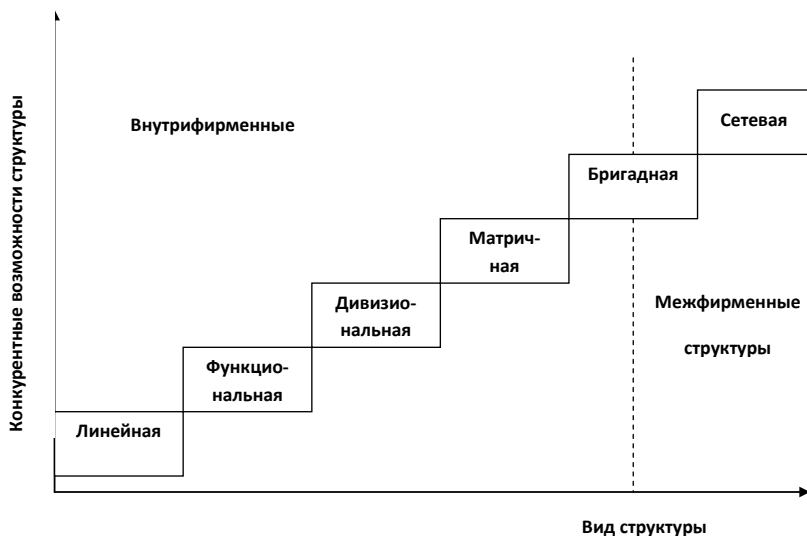 Конкурентные возможности структуры
Внутрифирменные
Сетевая
Бригадная
Матрич-
ная
Дивизио-
нальная
Межфирменные
структуры
Функцио-
нальная
Линейная
Вид структуры